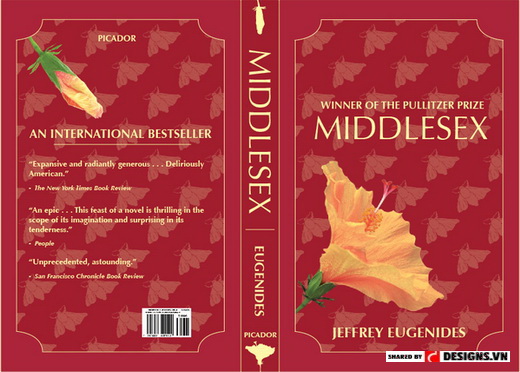 PICADOR
AN INTERNATIONAL BESTSELLER
“Expansive and radiantly generous . . . Deliriously
American.”
- The New York Times Book Review
“An epic . . . This feast of a novel is thrilling in the
scope of its imagination and surprising in its
tenderness.”
- People
“Unprecedented, astounding.”
- San Francisco Chronicle Book Review
MIDDLESEX
EUGENIDES
PICADOR
WINNER OF THE PULLITZER PRIZE
MIDDLESEX
JEFFREY EUGENIDES
SHARED BY
DESIGNS.VN